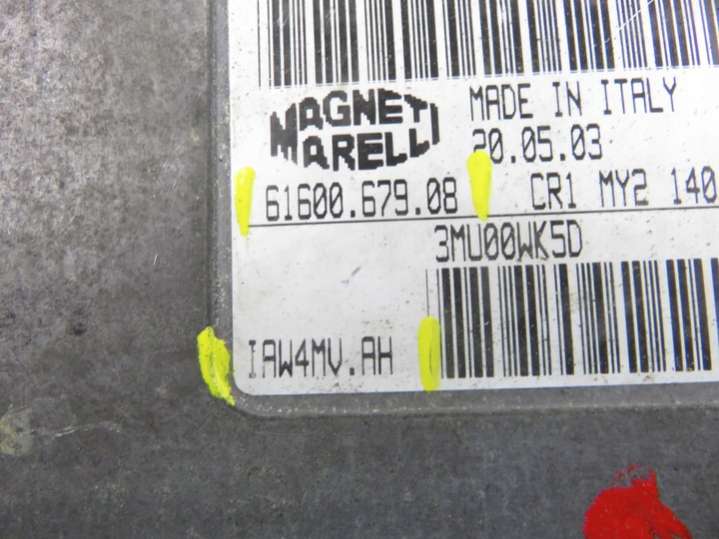 MAGNETI
MARELLI
MADE IN ITALY
20.05.03
61600.679.08
CR1 MY2 140
3MU00WK5D
IAW4MV.AH